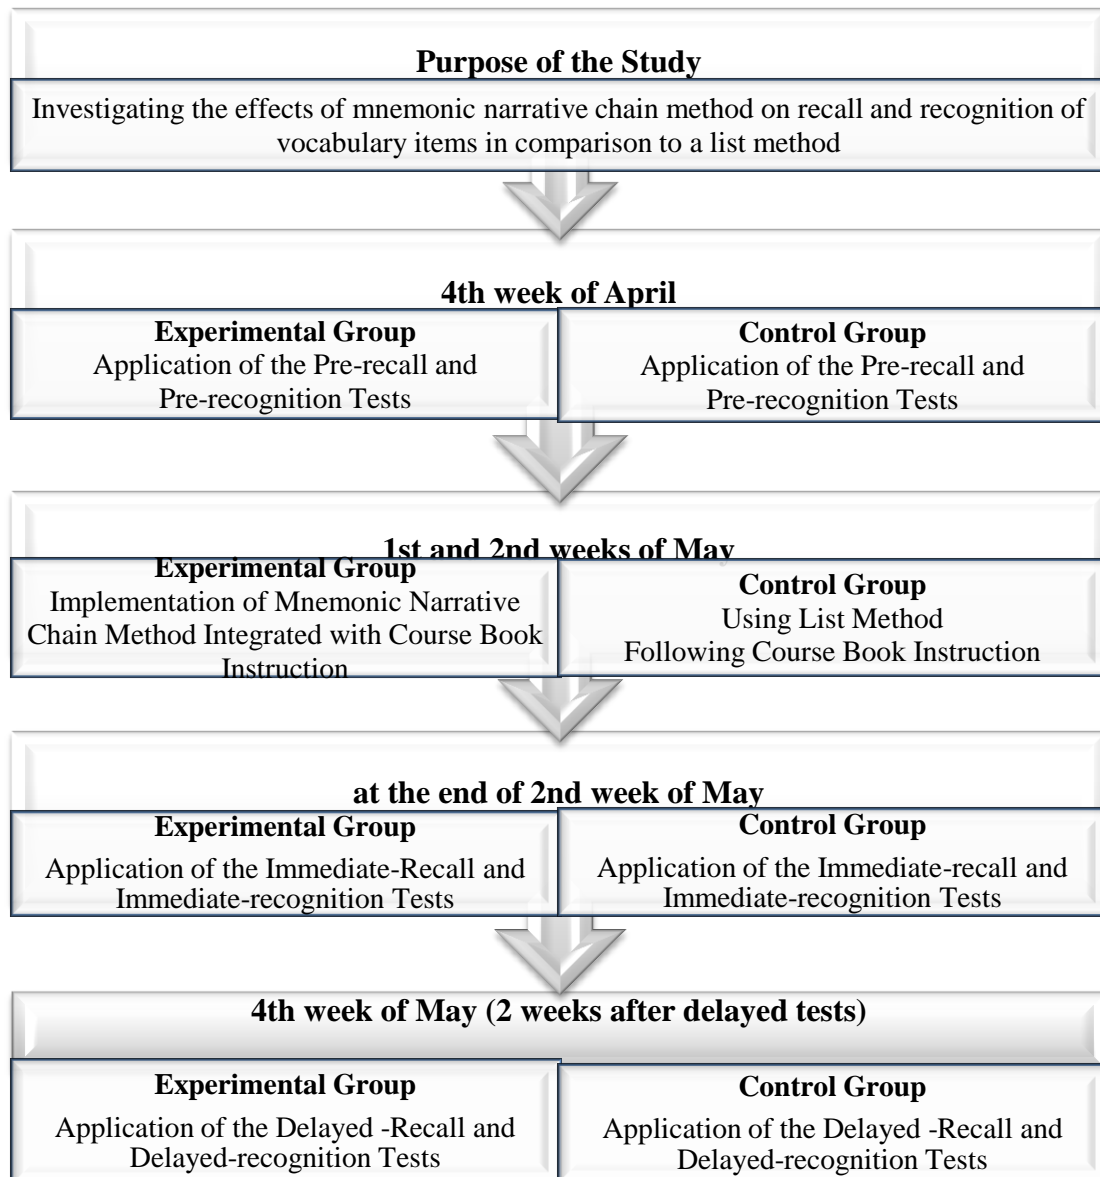 Purpose of the Study
Investigating the effects of mnemonic narrative chain method on recall and recognition of
vocabulary items in comparison to a list method
4th week of April
Experimental Group
Application of the Pre-recall and
Pre-recognition Tests
Control Group
Application of the Pre-recall and
Pre-recognition Tests
1st and 2nd weeks of May
Experimental Group
Implementation of Mnemonic Narrative
Chain Method Integrated with Course Book
Instruction
Control Group
Using List Method
Following Course Book Instruction
at the end of 2nd week of May
Experimental Group
Application of the Immediate-Recall and
Immediate-recognition Tests
Control Group
Application of the Immediate-recall and
Immediate-recognition Tests
4th week of May (2 weeks after delayed tests)
Experimental Group
Application of the Delayed -Recall and
Delayed-recognition Tests
Control Group
Application of the Delayed -Recall and
Delayed-recognition Tests